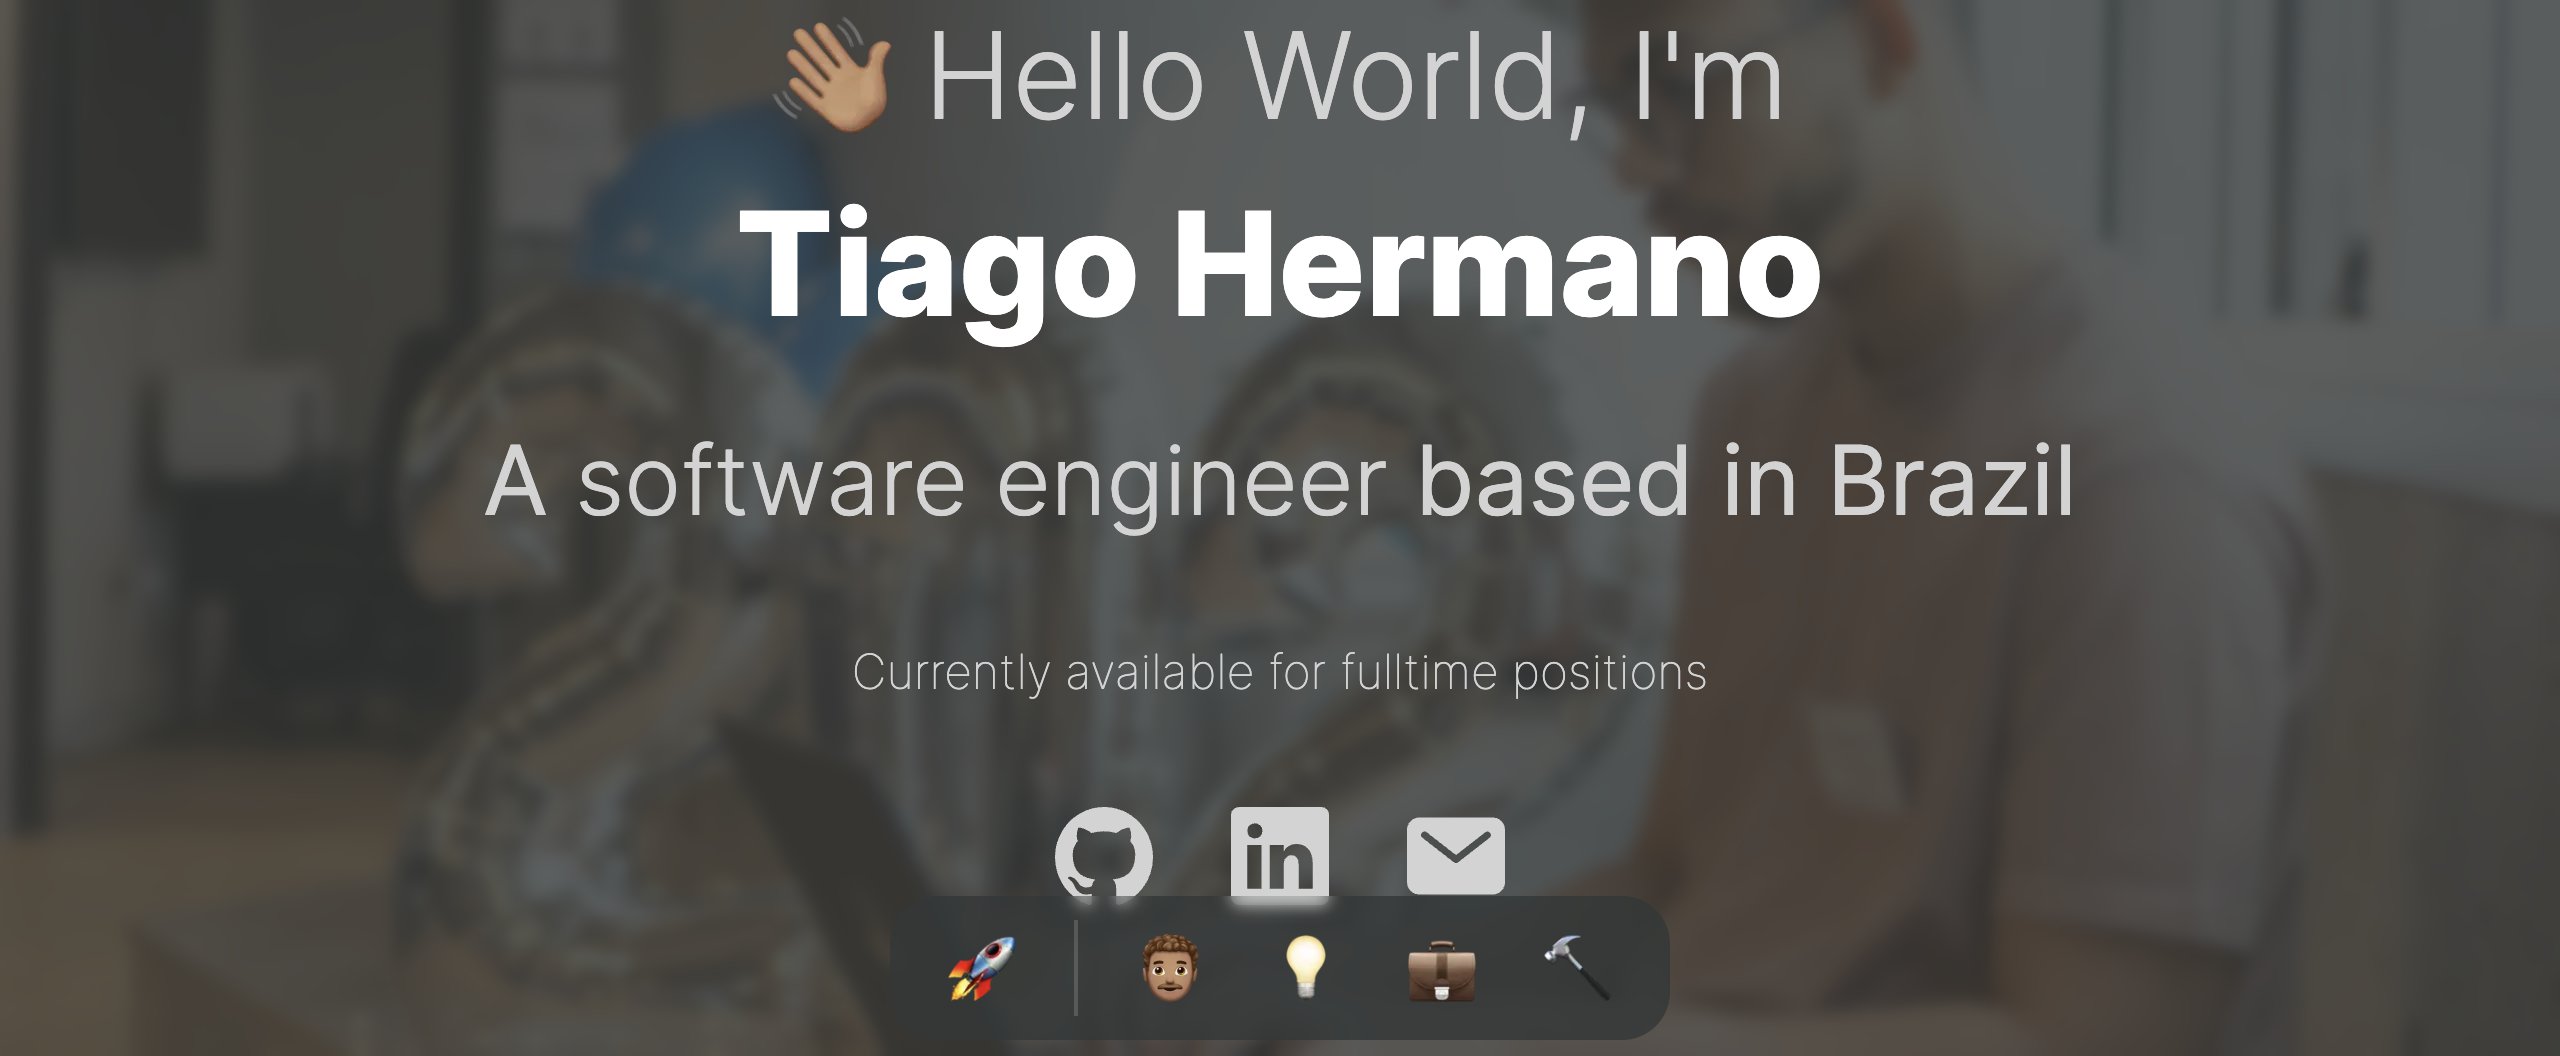 👋🏼 Hello World, I'm
Tiago Hermano
A software engineer based in Brazil
Currently available for fulltime positions
in